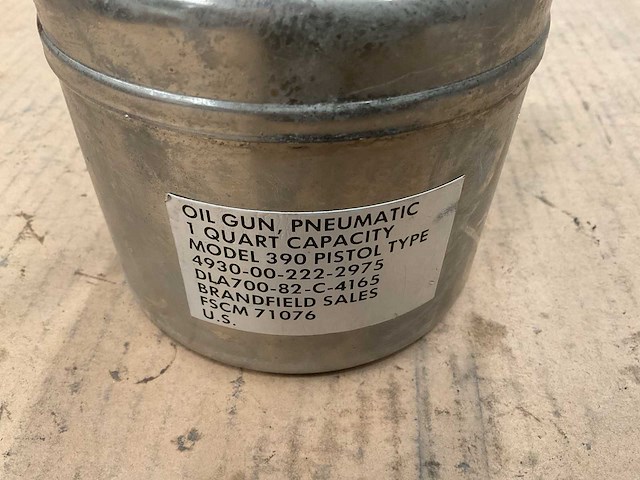 OIL GUN, PNEUMATIC
1 QUART CAPACITY
MODEL 390 PISTOL TYPE
4930-00-222-2975
DLA700-82-C-4165
BRANDFIELD SALES
FSCM 71076
U.S.